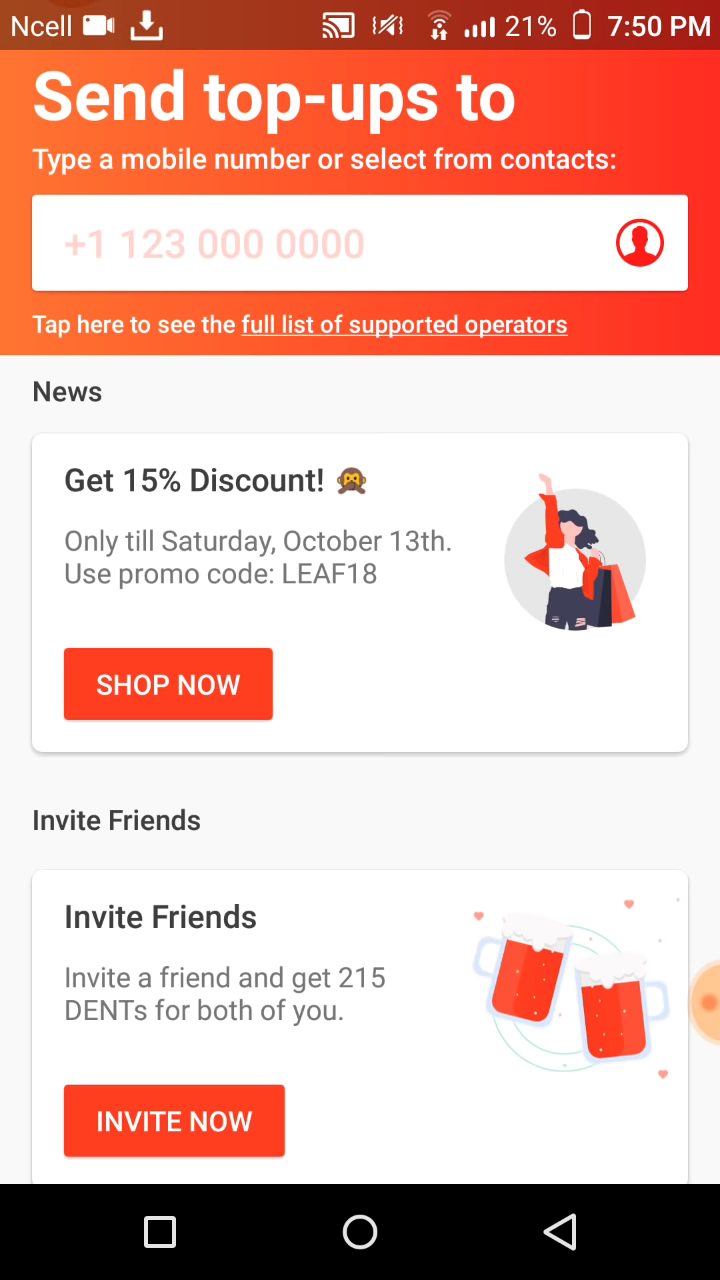 Ncell 21% 7:50 PM
Send top-ups to
Type a mobile number or select from contacts:
+1 123 000 0000
Tap here to see the full list of supported operators
News
Get 15% Discount! 🙊
Only till Saturday, October 13th.
Use promo code: LEAF18
SHOP NOW
Invite Friends
Invite Friends
Invite a friend and get 215
DENTs for both of you.
INVITE NOW